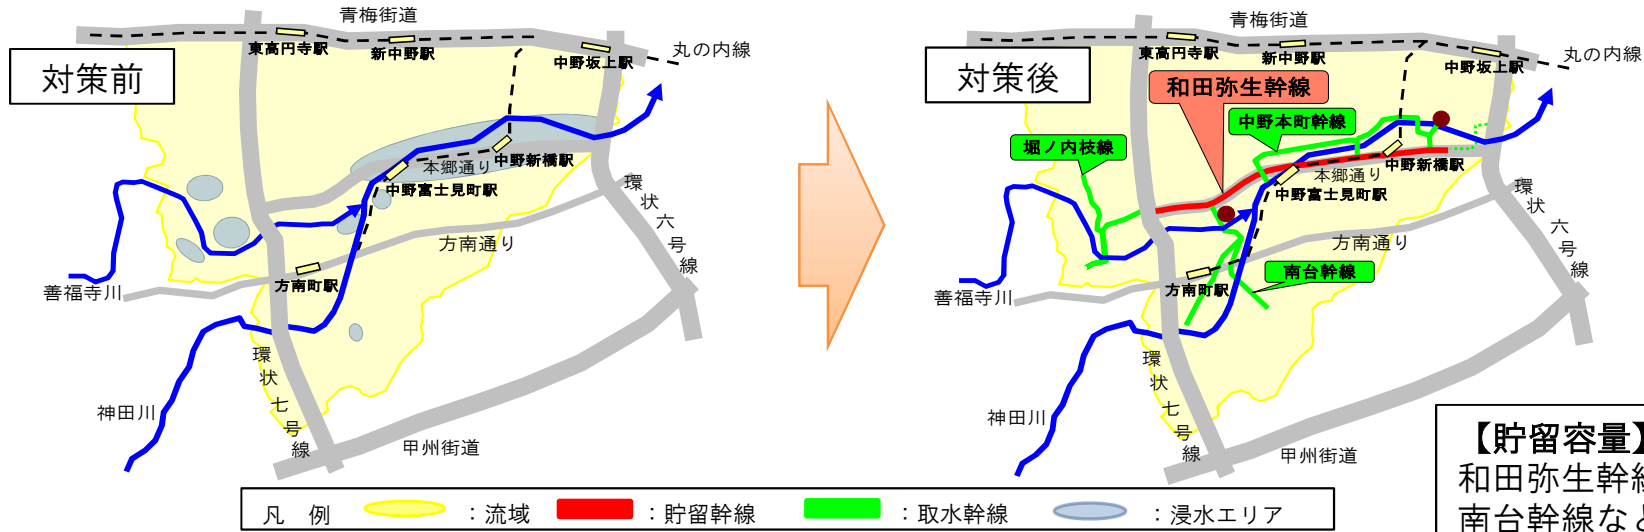 青梅街道
東高円寺駅
新中野駅
中野坂上駅
丸の内線
対策前
中野新橋駅
本郷通り
中野富士見町駅
環状六号線
方南通り
方南町駅
善福寺川
環状七号線
神田川
甲州街道
青梅街道
東高円寺駅
新中野駅
中野坂上駅
丸の内線
対策後
和田弥生幹線
中野本町幹線
堀ノ内枝線
中野新橋駅
本郷通り
中野富士見町駅
環状六号線
方南通り
南台幹線
方南町駅
善福寺川
環状七号線
神田川
甲州街道
【貯留容量】
和田弥生幹線
南台幹線など
凡 例 :流域 :貯留幹線 :取水幹線 :浸水エリア